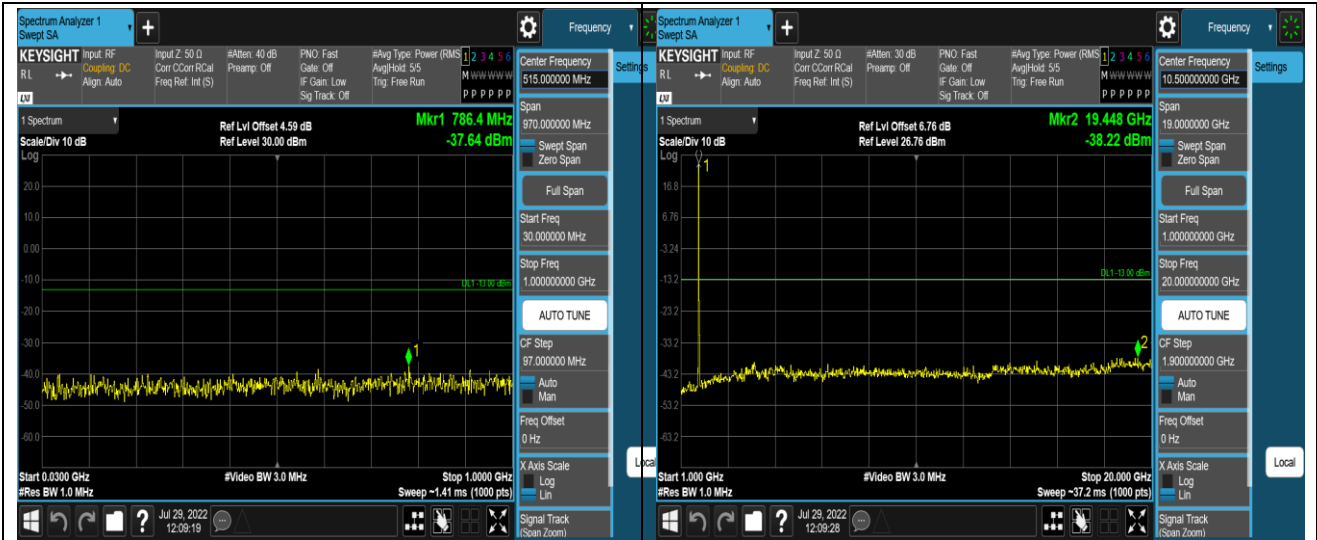 Spectrum Analyzer 1
Swept SA
+
Frequency
KEYSIGHT
RL
LXI
Input: RF
Coupling: DC
Align: Auto
Input Z: 50 Ω
Corr CCorr RCal
Freq Ref: Int (S)
#Atten: 40 dB
Preamp: Off
PNO: Fast
Gate: Off
IF Gain: Low
Sig Track: Off
#Avg Type: Power (RMS
Avg|Hold: 5/5
Trig: Free Run
1 2 3 4 5 6
M W W W W W
P P P P P P
Center Frequency
515.000000 MHz
Settings
Span
970.000000 MHz
Swept Span
Zero Span
Full Span
Start Freq
30.000000 MHz
Stop Freq
1.000000000 GHz
AUTO TUNE
CF Step
97.000000 MHz
Auto
Man
Freq Offset
0 Hz
X Axis Scale
Log
Lin
Signal Track
(Span Zoom)
Local
1 Spectrum
Scale/Div 10 dB
Log
Ref Lvl Offset 4.59 dB
Ref Level 30.00 dBm
Mkr1 786.4 MHz
-37.64 dBm
20.0
10.0
0.00
-10.0
DL1 -13.00 dBm
-20.0
-30.0
1
-40.0
-50.0
-60.0
Start 0.0300 GHz
#Res BW 1.0 MHz
#Video BW 3.0 MHz
Stop 1.0000 GHz
Sweep ~1.41 ms (1000 pts)
?
Jul 29, 2022
12:09:19
Spectrum Analyzer 1
Swept SA
+
Frequency
KEYSIGHT
RL
LXI
Input: RF
Coupling: DC
Align: Auto
Input Z: 50 Ω
Corr CCorr RCal
Freq Ref: Int (S)
#Atten: 30 dB
Preamp: Off
PNO: Fast
Gate: Off
IF Gain: Low
Sig Track: Off
#Avg Type: Power (RMS
Avg|Hold: 5/5
Trig: Free Run
1 2 3 4 5 6
M W W W W W
P P P P P P
Center Frequency
10.500000000 GHz
Settings
Span
19.0000000 GHz
Swept Span
Zero Span
Full Span
Start Freq
1.000000000 GHz
Stop Freq
20.000000000 GHz
AUTO TUNE
CF Step
1.900000000 GHz
Auto
Man
Freq Offset
0 Hz
X Axis Scale
Log
Lin
Signal Track
(Span Zoom)
Local
1 Spectrum
Scale/Div 10 dB
Log
Ref Lvl Offset 6.76 dB
Ref Level 26.76 dBm
Mkr2 19.448 GHz
-38.22 dBm
1
16.8
6.76
-3.24
-13.2
DL1 -13.00 dBm
-23.2
-33.2
2
-43.2
-53.2
-63.2
Start 1.000 GHz
#Res BW 1.0 MHz
#Video BW 3.0 MHz
Stop 20.000 GHz
Sweep ~37.2 ms (1000 pts)
?
Jul 29, 2022
12:09:28